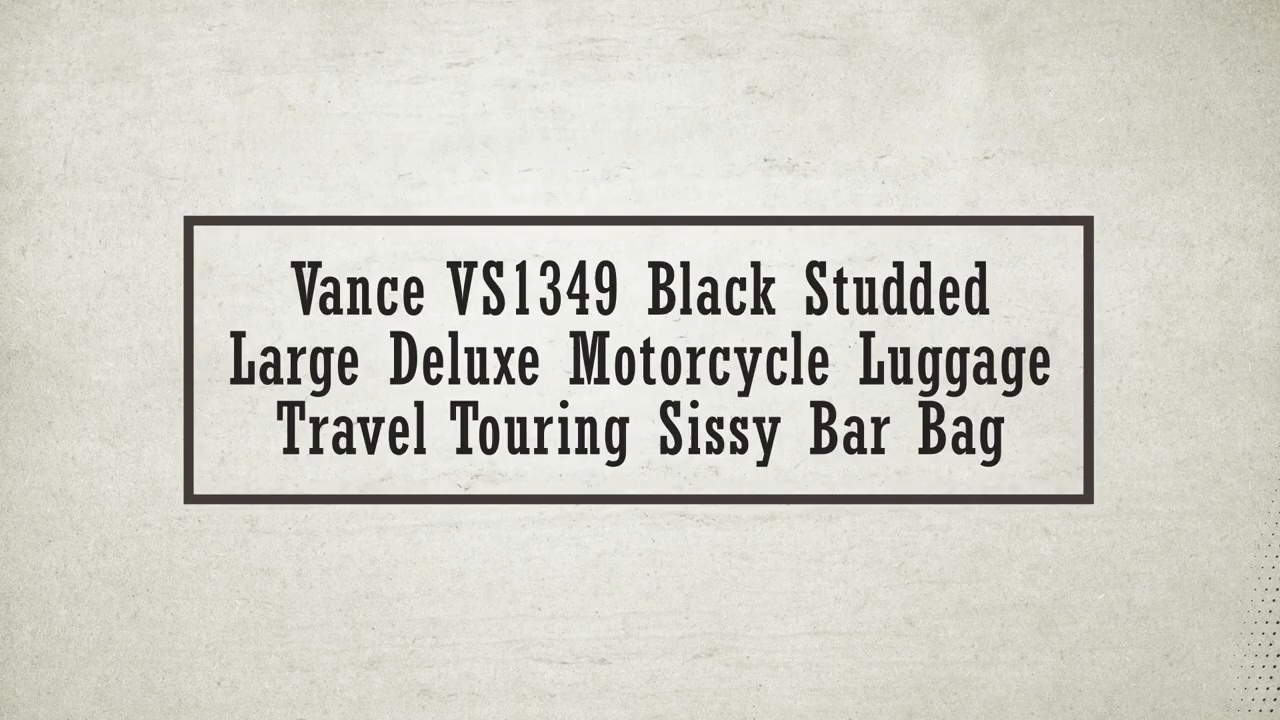 Vance VS1349 Black Studded
Large Deluxe Motorcycle Luggage
Travel Touring Sissy Bar Bag